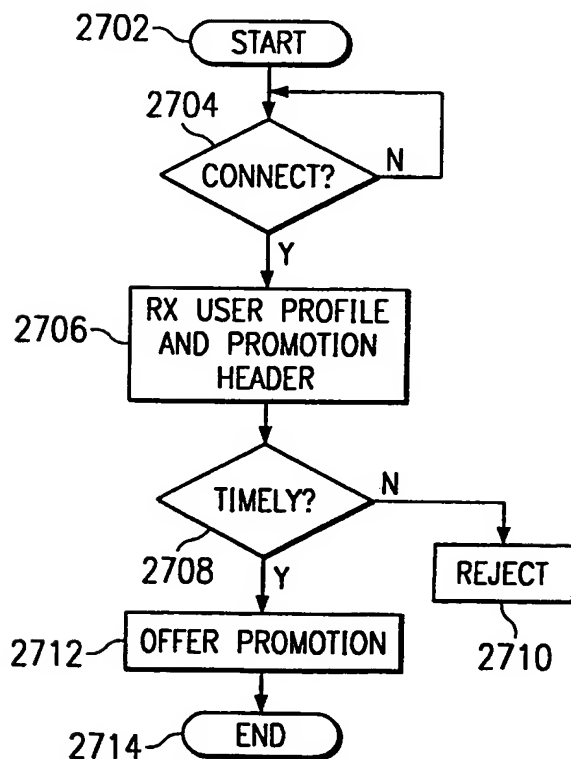 2702
START
2704
CONNECT?
N
Y
2706
RX USER PROFILE
AND PROMOTION
HEADER
TIMELY?
N
2708
Y
REJECT
2710
2712
OFFER PROMOTION
2714
END